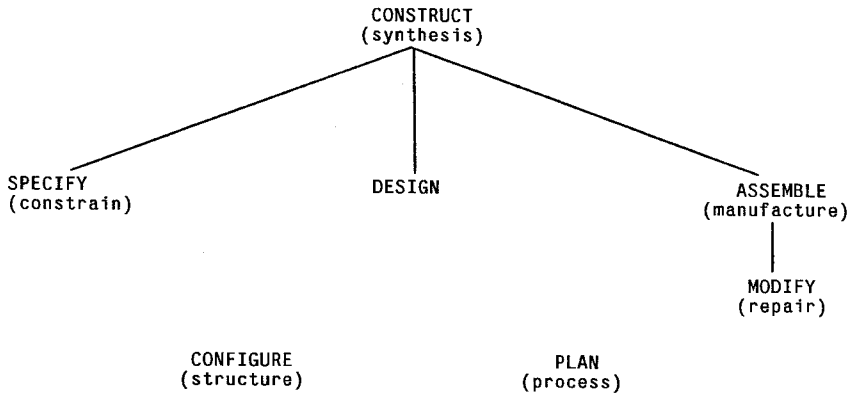 CONSTRUCT
(synthesis)
SPECIFY
(constrain)
DESIGN
ASSEMBLE
(manufacture)
MODIFY
(repair)
CONFIGURE
(structure)
PLAN
(process)